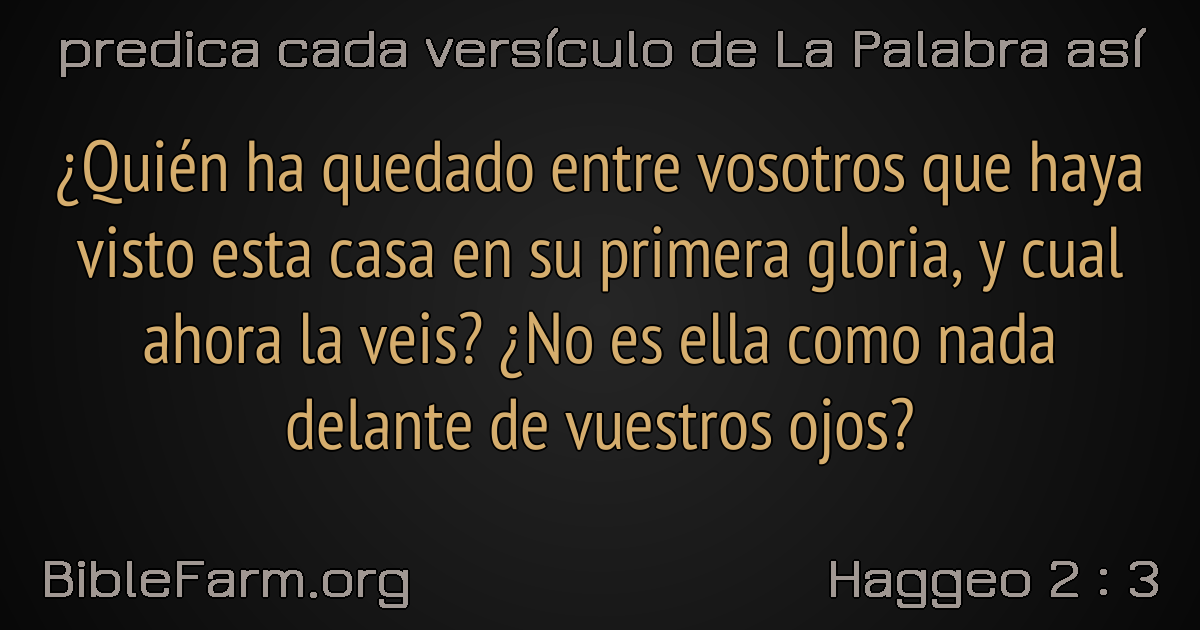 predica cada versículo de La Palabra así
¿Quién ha quedado entre vosotros que haya
visto esta casa en su primera gloria, y cual
ahora la veis? ¿No es ella como nada
delante de vuestros ojos?
BibleFarm.org
Haggeo 2 : 3